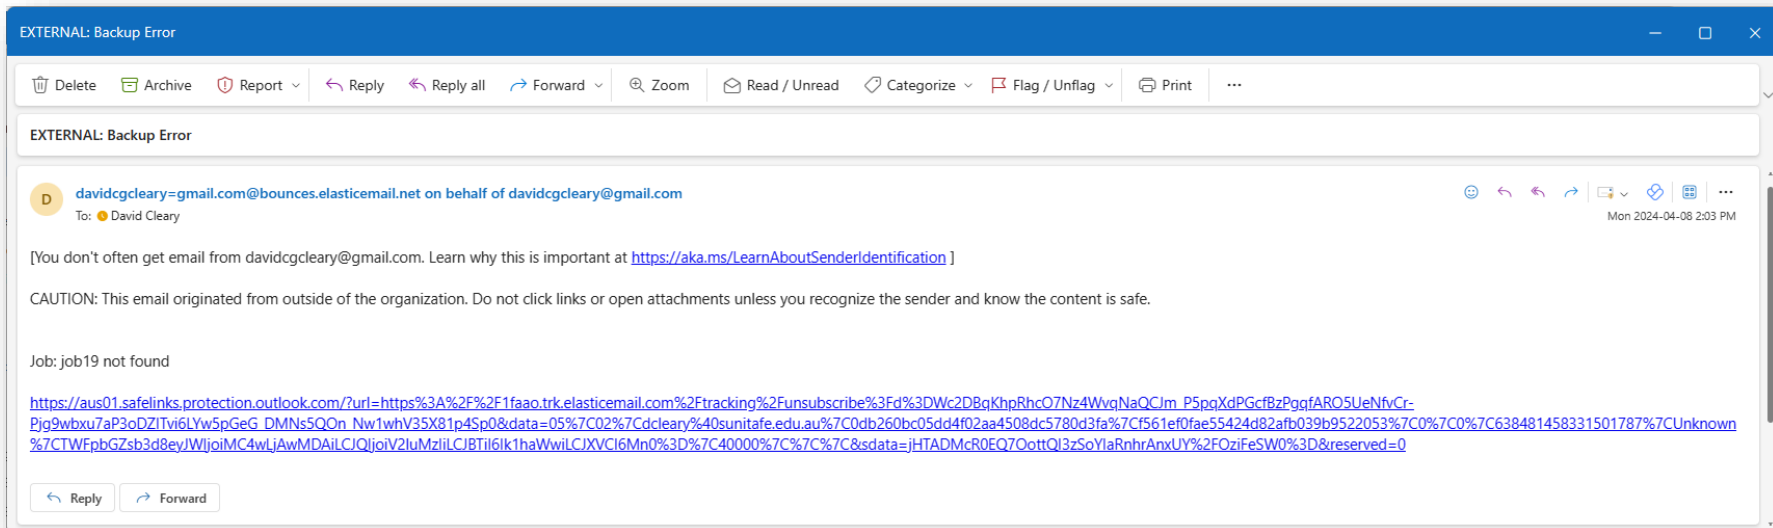 EXTERNAL: Backup Error
Delete Archive Report Reply Reply all Forward Zoom Read / Unread Categorize Flag / Unflag Print ...
EXTERNAL: Backup Error
D
davidcgcleary=gmail.com@bounces.elasticemail.net on behalf of davidcgcleary@gmail.com
To: David Cleary
Mon 2024-04-08 2:03 PM
[You don't often get email from davidcgcleary@gmail.com. Learn why this is important at https://aka.ms/LearnAboutSenderIdentification ]
CAUTION: This email originated from outside of the organization. Do not click links or open attachments unless you recognize the sender and know the content is safe.
Job: job19 not found
https://aus01.safelinks.protection.outlook.com/?url=https%3A%2F%2F1faao.trk.elasticemail.com%2Ftracking%2Funsubscribe%3Fd%3DWc2DBqKhpRhcO7Nz4WvqNaQCJm_P5pqXdPGcfBzPgqfARO5UeNfvCr-
Pjg9wbxu7aP3oDZITvi6LYw5pGeG_DMNs5QOn_Nw1whV35X81p4Sp0&data=05%7C02%7Cdcleary%40sunitafe.edu.au%7C0db260bc05dd4f02aa4508dc5780d3fa%7Cf561ef0fae55424d82afb039b9522053%7C0%7C0%7C638481458331501787%7CUnknown
%7CTWFpbGZsb3d8eyJWIjoiMC4wLjAwMDAiLCJQIjoiV2luMzIiLCJBTiI6Ik1haWwiLCJXVCI6Mn0%3D%7C40000%7C%7C%7C&sdata=jHTADMcR0EQ7OottQI3zSoYlaRnhrAnxUY%2FOziFeSW0%3D&reserved=0
Reply Forward